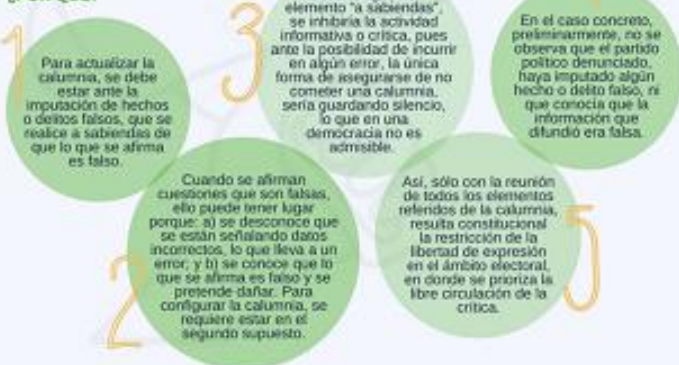 1
Para actualizar la
calumnia, se debe
estar ante la
imputación de hechos
o delitos falsos, que se
realice a sabiendas de
que lo que se afirma
es falso.
2
Cuando se afirman
cuestiones que son falsas,
ello puede tener lugar
porque: a) se desconoce que
se están señalando datos
incorrectos, lo que lleva a un
error; y b) se conoce que lo
que se afirma es falso y se
pretende dañar. Para
configurar la calumnia, se
requiere estar en el
segundo supuesto.
3
elemento "a sabiendas",
se inhibiría la actividad
informativa o crítica, pues
ante la posibilidad de incurrir
en algún error, la única
forma de asegurarse de no
cometer una calumnia,
sería guardando silencio,
lo que en una
democracia no es
admisible.
En el caso concreto,
preliminarmente, no se
observa que el partido
político denunciado,
haya imputado algún
hecho o delito falso, ni
que conocía que la
información que
difundió era falsa.
5
Así, sólo con la reunión
de todos los elementos
referidos de la calumnia,
resulta constitucional
la restricción de la
libertad de expresión
en el ámbito electoral,
en donde se prioriza la
libre circulación de la
crítica.